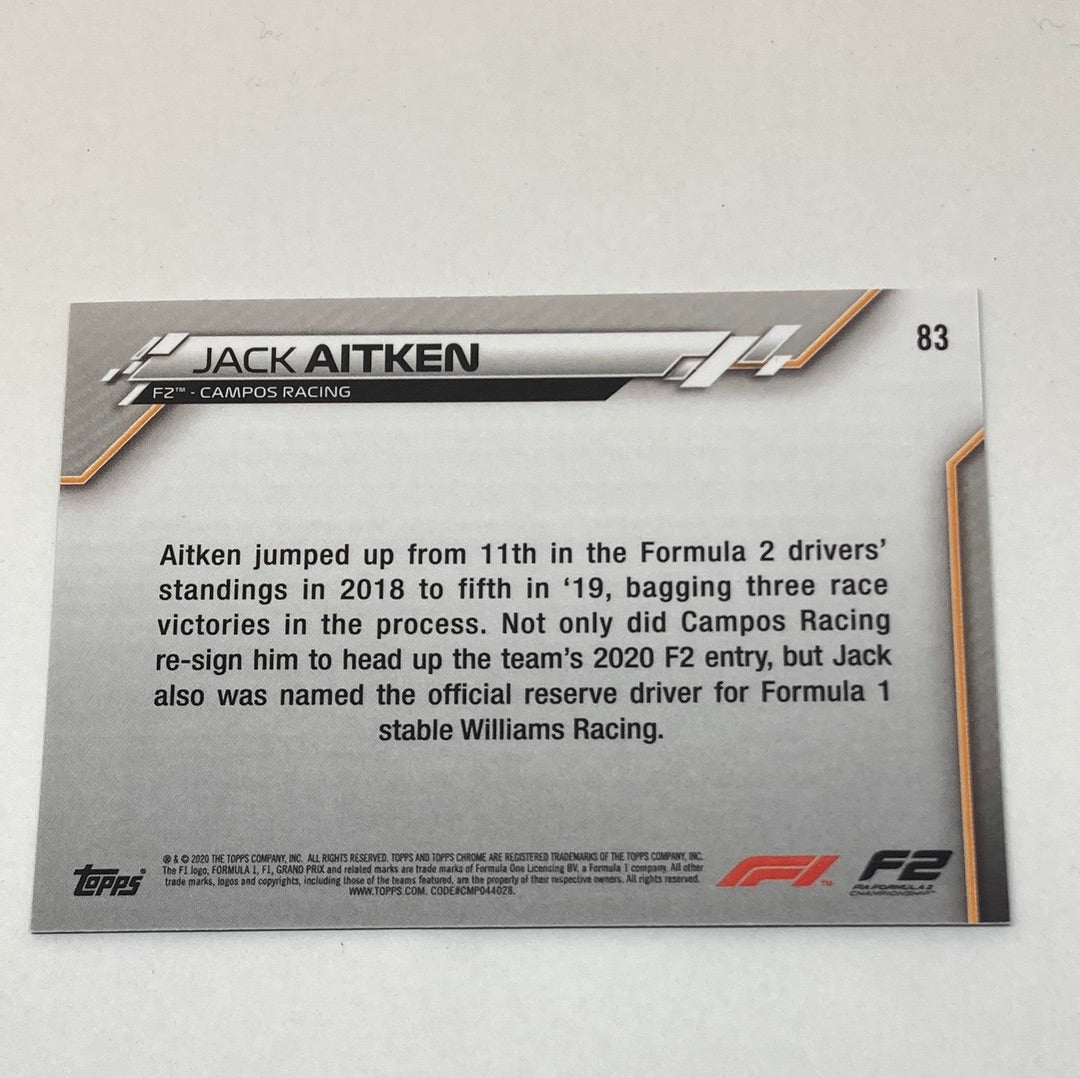 83
JACK AITKEN
F2™ - CAMPOS RACING
Aitken jumped up from 11th in the Formula 2 drivers’
standings in 2018 to fifth in ‘19, bagging three race
victories in the process. Not only did Campos Racing
re-sign him to head up the team’s 2020 F2 entry, but Jack
also was named the official reserve driver for Formula 1
stable Williams Racing.
topps®
® & © 2020 THE TOPPS COMPANY, INC. ALL RIGHTS RESERVED. TOPPS AND TOPPS CHROME ARE REGISTERED TRADEMARKS OF THE TOPPS COMPANY, INC.
The F1 logo, FORMULA 1, F1, GRAND PRIX and related marks are trade marks of Formula One Licensing BV, a Formula 1 company. All other
trade marks, logos and copyrights, including those of the teams featured, are the property of their respective owners. All rights reserved.
WWW.TOPPS.COM. CODE#CMP044028.
F1™
F2
FIA FORMULA 2
CHAMPIONSHIP™